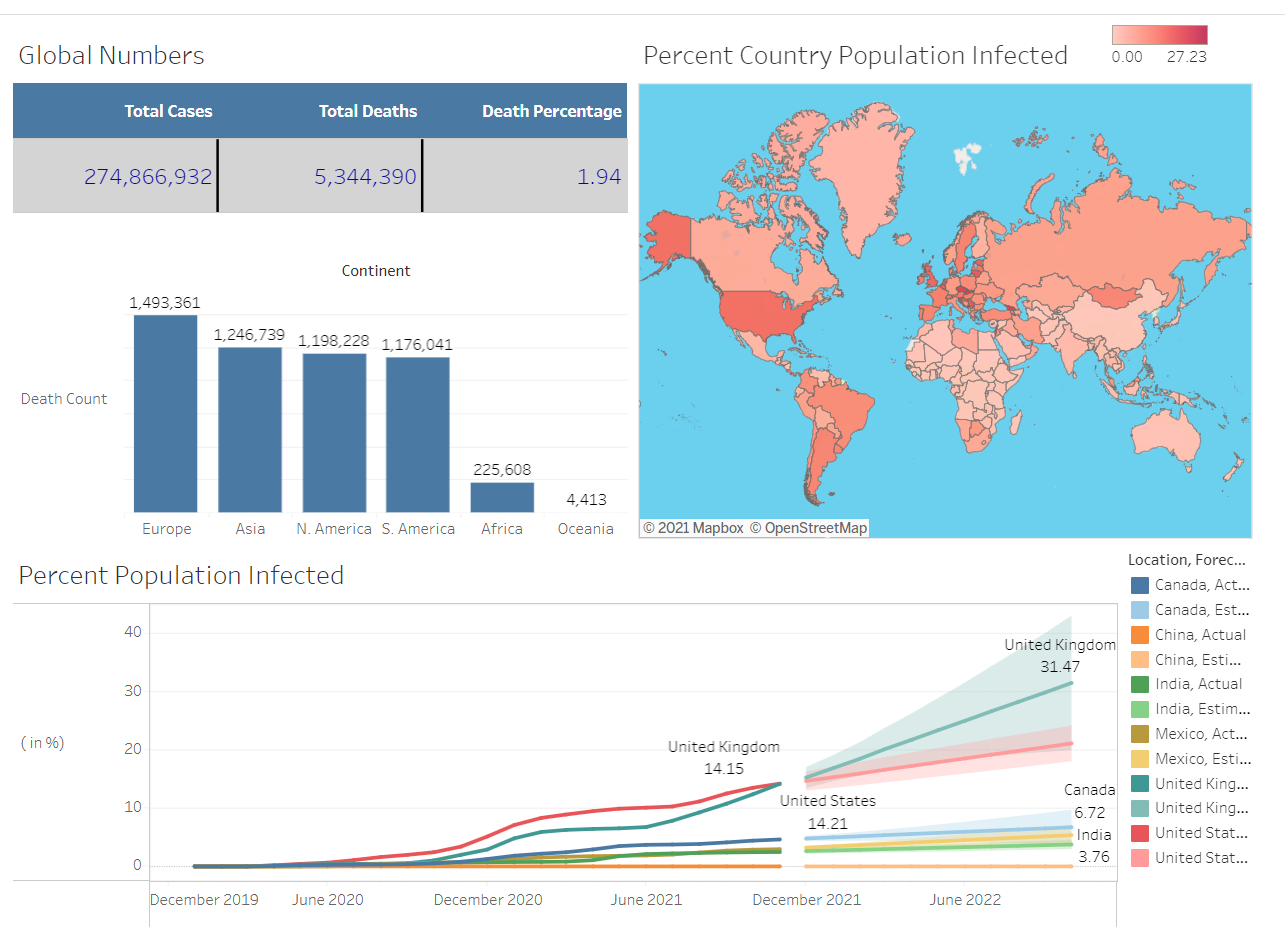 Global Numbers
Total Cases Total Deaths Death Percentage
274,866,932 5,344,390 1.94
Continent
1,493,361
1,246,739
1,198,228
1,176,041
225,608
4,413
Death Count
Europe Asia N. America S. America Africa Oceania
Percent Country Population Infected
0.00 27.23
© 2021 Mapbox © OpenStreetMap
Percent Population Infected
40
30
20
10
0
( in %)
United Kingdom
31.47
United Kingdom
14.15
United States
14.21
Canada
6.72
India
3.76
December 2019 June 2020 December 2020 June 2021 December 2021 June 2022
Location, Forec...
Canada, Act...
Canada, Est...
China, Actual
China, Esti...
India, Actual
India, Estim...
Mexico, Act...
Mexico, Esti...
United King...
United King...
United Stat...
United Stat...